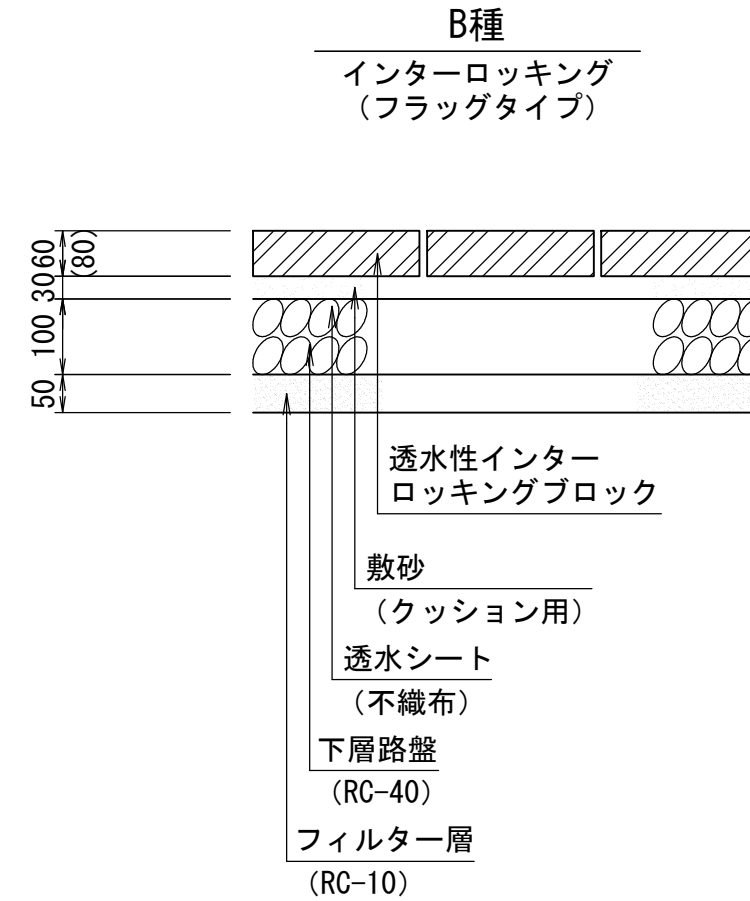 B種
インターロッキング
（フラッグタイプ）
60
(80)
30
100
50
透水性インター
ロッキングブロック
敷砂
（クッション用）
透水シート
（不織布）
下層路盤
（RC-40）
フィルター層
（RC-10）